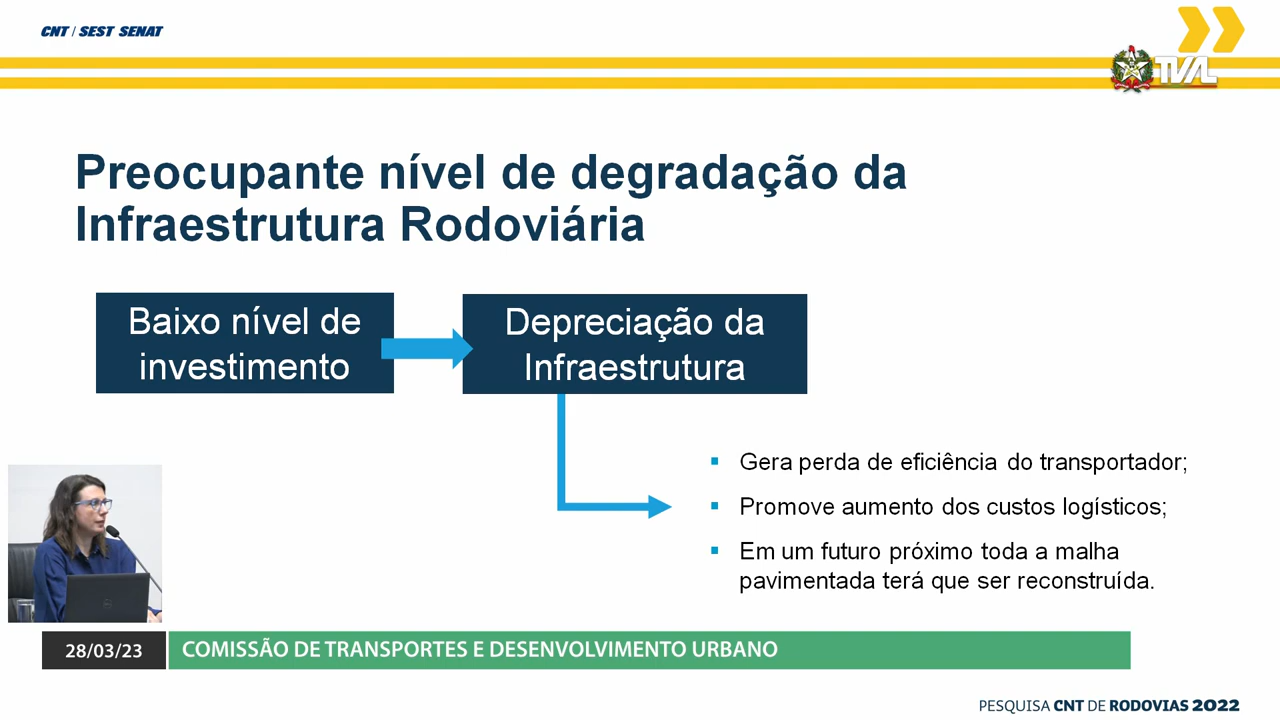 CNT / SEST SENAT
TVAL
Preocupante nível de degradação da
Infraestrutura Rodoviária
Baixo nível de
investimento
Depreciação da
Infraestrutura
▪ Gera perda de eficiência do transportador;
▪ Promove aumento dos custos logísticos;
▪ Em um futuro próximo toda a malha
pavimentada terá que ser reconstruída.
28/03/23
COMISSÃO DE TRANSPORTES E DESENVOLVIMENTO URBANO
PESQUISA CNT DE RODOVIAS 2022